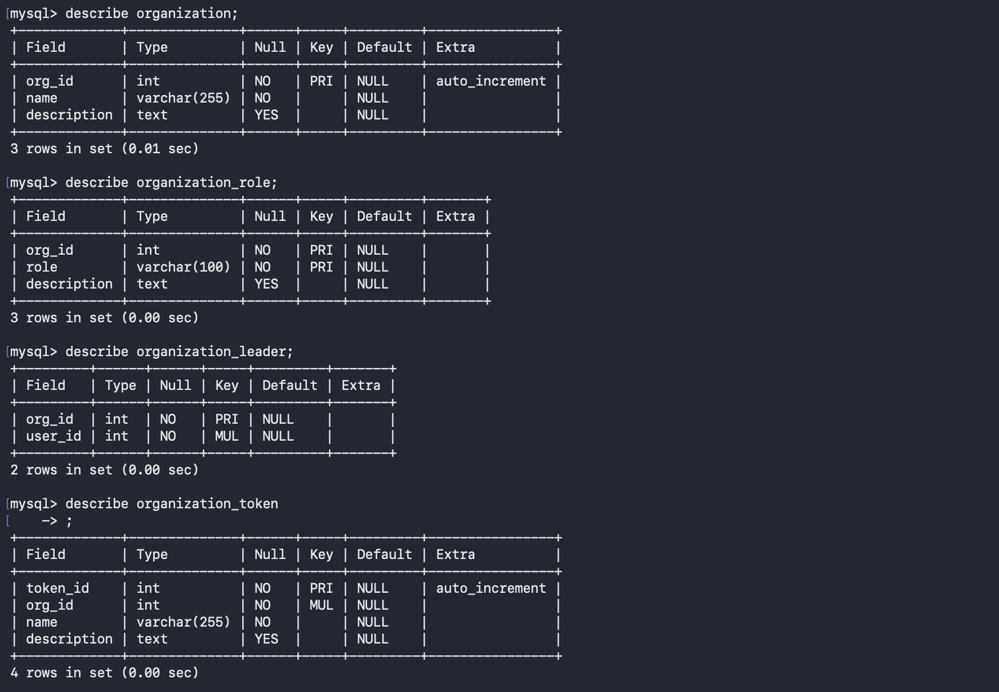 [mysql> describe organization;
+-------------+--------------+------+-----+---------+----------------+
| Field       | Type         | Null | Key | Default | Extra          |
+-------------+--------------+------+-----+---------+----------------+
| org_id      | int          | NO   | PRI | NULL    | auto_increment |
| name        | varchar(255) | NO   |     | NULL    |                |
| description | text         | YES  |     | NULL    |                |
+-------------+--------------+------+-----+---------+----------------+
3 rows in set (0.01 sec)

[mysql> describe organization_role;
+-------------+--------------+------+-----+---------+-------+
| Field       | Type         | Null | Key | Default | Extra |
+-------------+--------------+------+-----+---------+-------+
| org_id      | int          | NO   | PRI | NULL    |       |
| role        | varchar(100) | NO   | PRI | NULL    |       |
| description | text         | YES  |     | NULL    |       |
+-------------+--------------+------+-----+---------+-------+
3 rows in set (0.00 sec)

[mysql> describe organization_leader;
+---------+------+------+-----+---------+-------+
| Field   | Type | Null | Key | Default | Extra |
+---------+------+------+-----+---------+-------+
| org_id  | int  | NO   | PRI | NULL    |       |
| user_id | int  | NO   | MUL | NULL    |       |
+---------+------+------+-----+---------+-------+
2 rows in set (0.00 sec)

[mysql> describe organization_token
[    -> ;
+-------------+--------------+------+-----+---------+----------------+
| Field       | Type         | Null | Key | Default | Extra          |
+-------------+--------------+------+-----+---------+----------------+
| token_id    | int          | NO   | PRI | NULL    | auto_increment |
| org_id      | int          | NO   | MUL | NULL    |                |
| name        | varchar(255) | NO   |     | NULL    |                |
| description | text         | YES  |     | NULL    |                |
+-------------+--------------+------+-----+---------+----------------+
4 rows in set (0.00 sec)